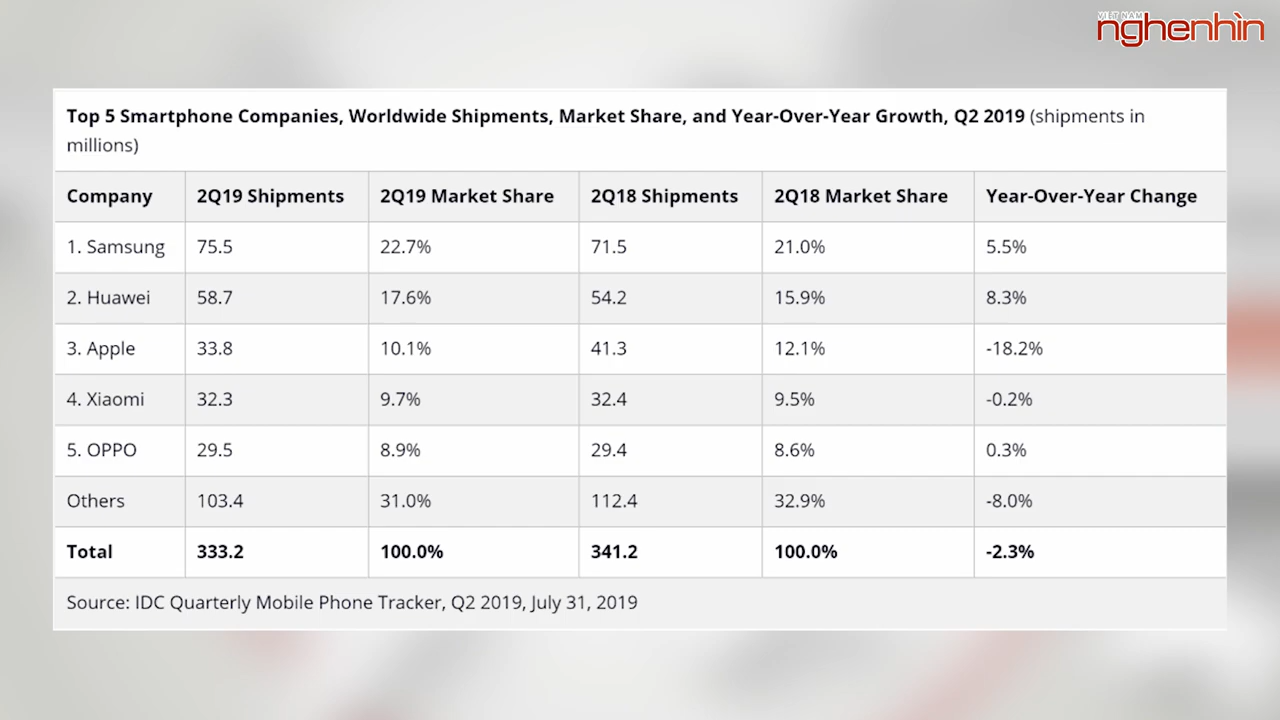 VIỆT NAM
nghenhìn
Top 5 Smartphone Companies, Worldwide Shipments, Market Share, and Year-Over-Year Growth, Q2 2019 (shipments in
millions)
Company 2Q19 Shipments 2Q19 Market Share 2Q18 Shipments 2Q18 Market Share Year-Over-Year Change
1. Samsung 75.5 22.7% 71.5 21.0% 5.5%
2. Huawei 58.7 17.6% 54.2 15.9% 8.3%
3. Apple 33.8 10.1% 41.3 12.1% -18.2%
4. Xiaomi 32.3 9.7% 32.4 9.5% -0.2%
5. OPPO 29.5 8.9% 29.4 8.6% 0.3%
Others 103.4 31.0% 112.4 32.9% -8.0%
Total 333.2 100.0% 341.2 100.0% -2.3%
Source: IDC Quarterly Mobile Phone Tracker, Q2 2019, July 31, 2019